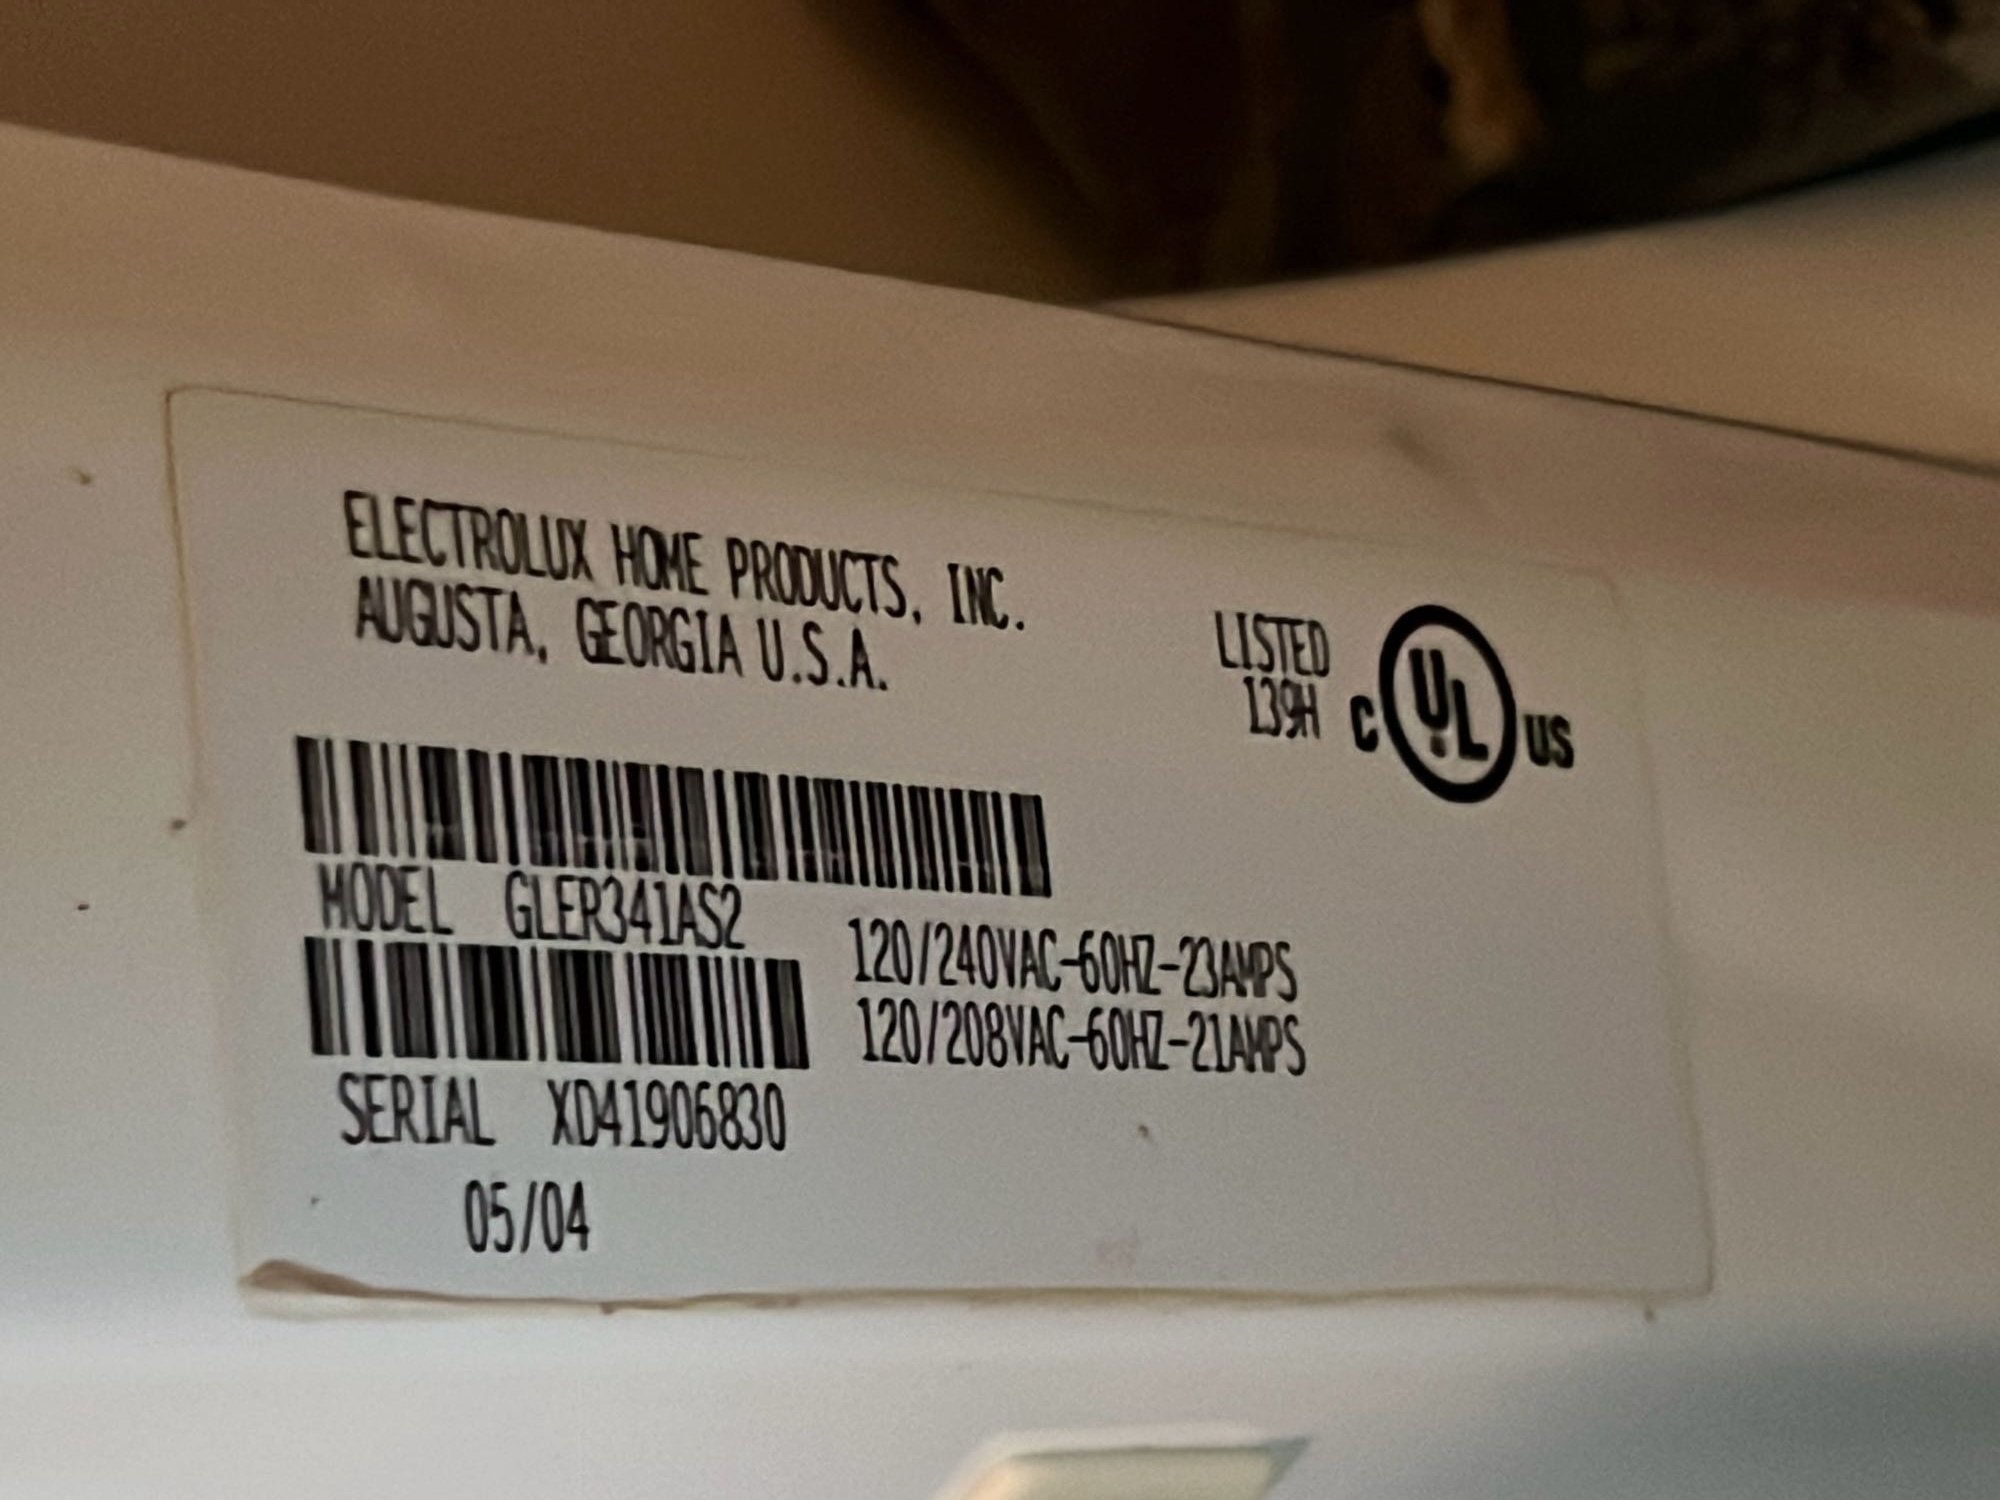 ELECTROLUX HOME PRODUCTS, INC.
AUGUSTA, GEORGIA U.S.A.
LISTED
139H
C UL US
MODEL GLER341AS2
120/240VAC-60HZ-23AMPS
120/208VAC-60HZ-21AMPS
SERIAL XD41906830
05/04